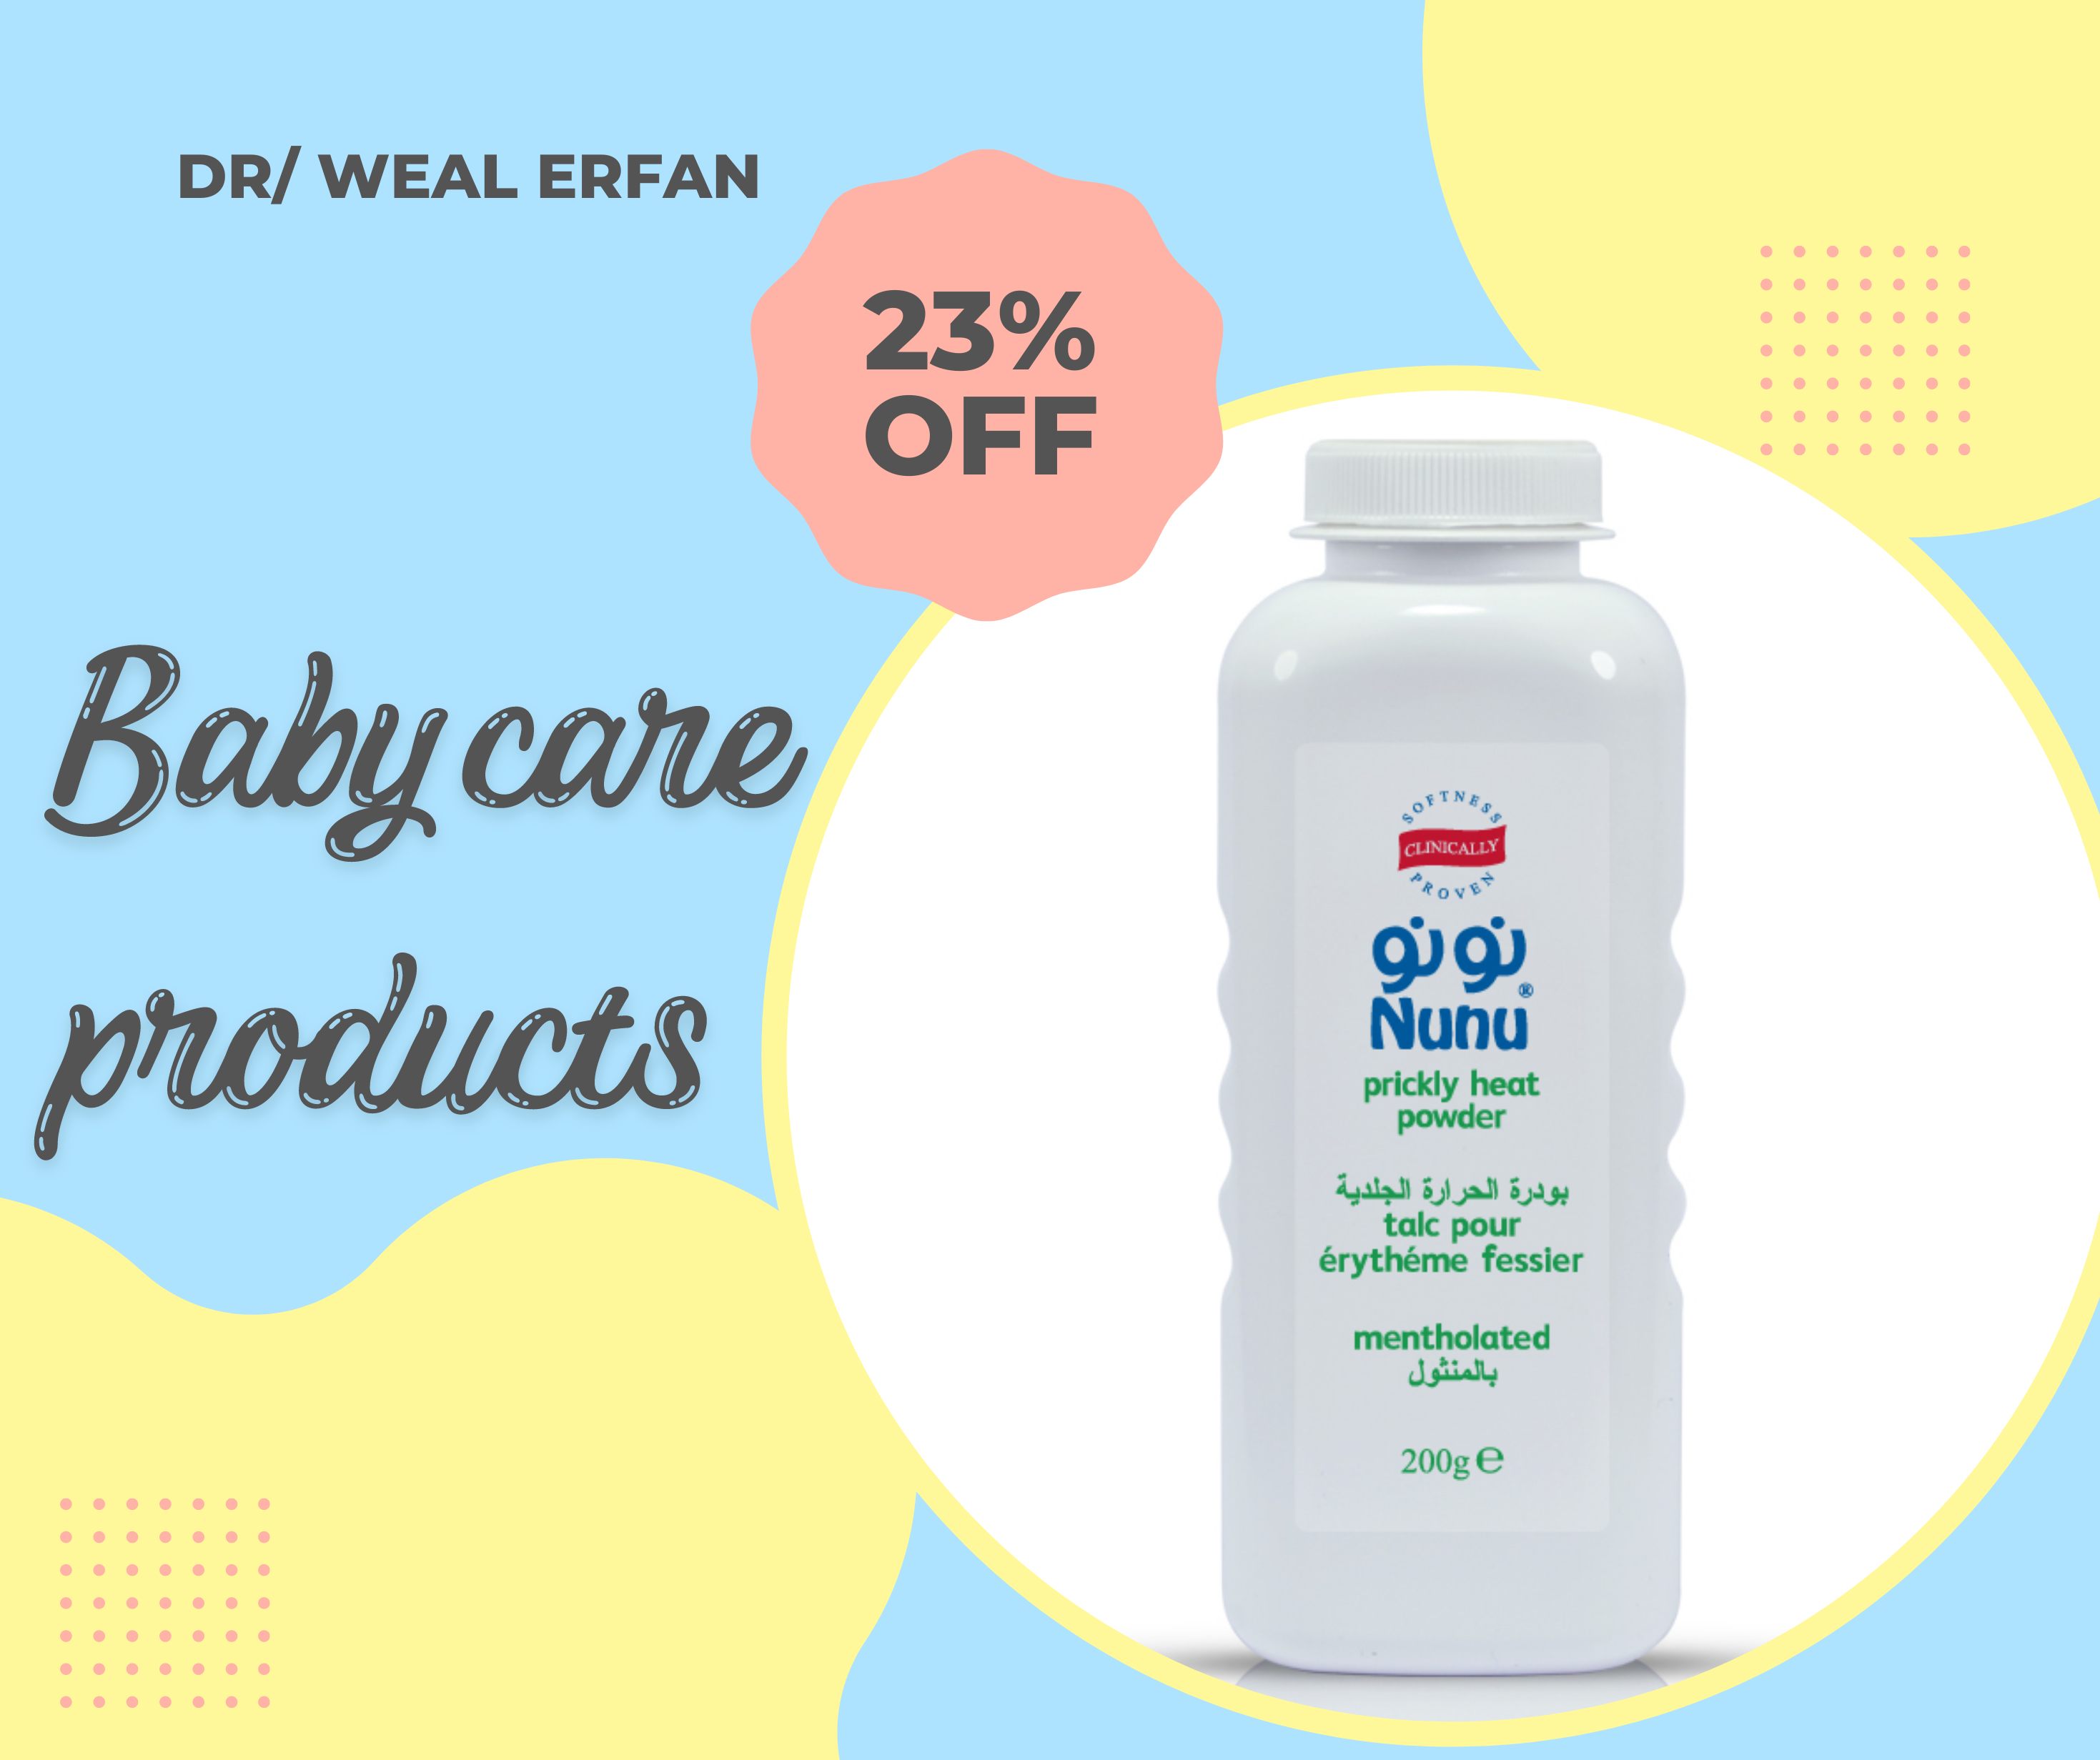 DR/ WEAL ERFAN
23%
OFF
Baby care
products
SOFTNESS
CLINICALLY
PROVEN
نونو
Nunu®
prickly heat
powder
بودرة الحرارة الجلدية
talc pour
érythéme fessier
mentholated
بالمنثول
200g℮